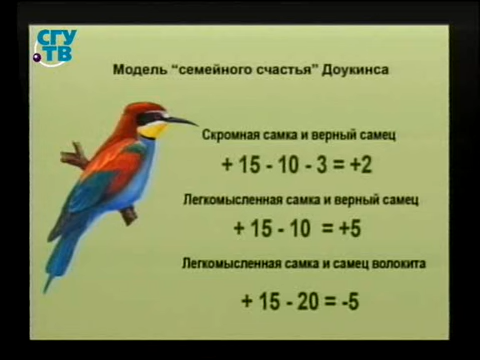 СГУ
ТВ
Модель “семейного счастья” Доукинса
Скромная самка и верный самец
+ 15 - 10 - 3 = +2
Легкомысленная самка и верный самец
+ 15 - 10 = +5
Легкомысленная самка и самец волокита
+ 15 - 20 = -5